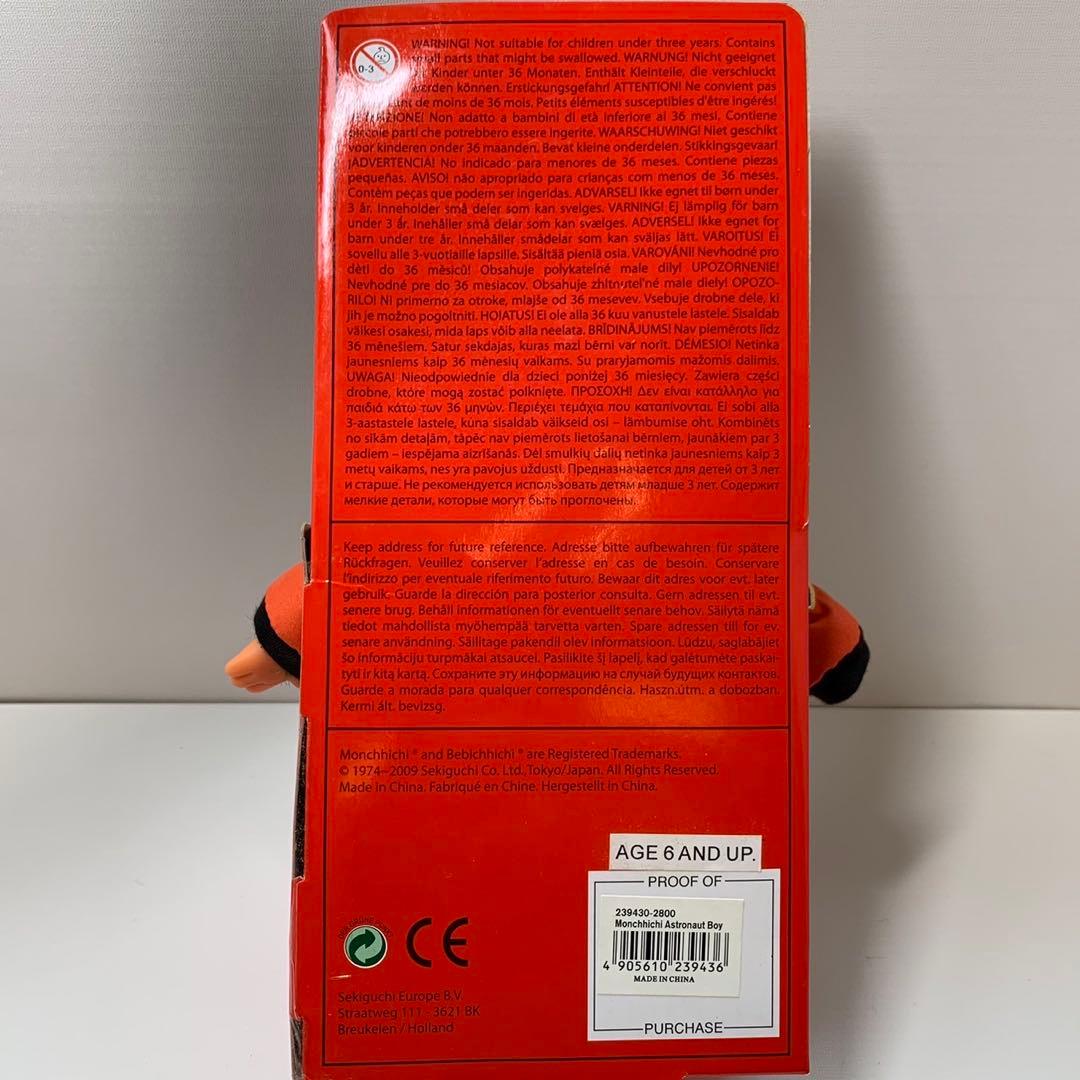 WARNING! Not suitable for children under three years. Contains
small parts that might be swallowed. WARNUNG! Nicht geeignet
Kinder unter 36 Monaten. Enthält Kleinteile, die verschluckt
werden können. Erstickungsgefahr! ATTENTION! Ne convient pas
de moins de 36 mois. Petits éléments susceptibles d'être ingérés!
Non adatto a bambini di età inferiore ai 36 mesi, Contiene
piccole parti che potrebbero essere ingerite. WAARSCHUWING! Niet geschikt
voor kinderen onder 36 maanden. Bevat kleine onderdelen. Stikkingsgevaar!
¡ADVERTENCIA! No indicado para menores de 36 meses. Contiene piezas
pequeñas. AVISO! não apropriado para crianças com menos de 36 meses.
Contèm peças que podem ser ingeridas. ADVARSEL! Ikke egnet til børn under
3 år. Inneholder små deler som kan svelges. VARNING! Ej lämplig för barn
under 3 år. Inehåller små delar som kan svælges. ADVERSEL! Ikke egnet for
barn under tre år. Innehåller smådelar som kan sväljas lätt. VAROITUS! Ei
sovellu alle 3-vuotiaille lapsille. Sisältää pieniä osia. VAROVÁNI! Nevhodné pro
děti do 36 měsíců! Obsahuje polykatelné male dily! UPOZORNENIE!
Nevhodné pre do 36 mesiacov. Obsahuje zhltnuteľné male diely! OPOZO-
RILO! Ni primerno za otroke, mlajše od 36 mesevev. Vsebuje drobne dele, ki
jih je možno pogoltniti. HOIATUS! Ei ole alla 36 kuu vanustele lastele. Sisaldab
väikesi osakesi, mida laps võib alla neelata. BRĪDINĀJUMS! Nav piemērots līdz
36 mēnešiem. Satur sekdajas, kuras mazl bērni var norit. DĖMESIO! Netinka
jaunesniems kaip 36 mėnesių vaikams. Su praryjamomis mažomis dalimis.
UWAGA! Nieodpowiednie dla dzieci poniżej 36 miesięcy. Zawiera części
drobne, które mogą zostać polknięte. ΠΡΟΣΟΧΗ! Δεν είναι κατάλληλο για
παιδιά κάτω των 36 μηνών. Περιέχει τεμάχια που καταπίνονται. Ei sobi alla
3-aastastele lastele, kuna sisaldab väikseid osi – lämbumise oht. Kombinēts
no sīkām detaļām, tāpēc nav piemērots lietošanai bērniem, jaunākiem par 3
gadiem – iespējama aizrīšanās. Dėl smulkių dalių netinka jaunesniems kaip 3
metų vaikams, nes yra pavojus uždusti. Предназначается для детей от 3 лет
и старше. Не рекомендуется использовать детям младше 3 лет. Содержит
мелкие детали, которые могут быть проглочены.
Keep address for future reference. Adresse bitte aufbewahren für spätere
Rückfragen. Veuillez conserver l'adresse en cas de besoin. Conservare
l'indirizzo per eventuale riferimento futuro. Bewaar dit adres voor evt. later
gebruik. Guarde la dirección para posterior consulta. Gern adressen til evt.
senere brug. Behåll informationen för eventuellt senare behov. Säilytä nämä
tiedot mahdollista myöhempää tarvetta varten. Spare adressen till for ev.
senare användning. Säilitage pakendil olev informatsioon. Lūdzu, saglabājiet
šo informāciju turpmākai atsaucei. Pasilikite šį lapelį, kad galėtumėte paskai-
tyti ir kitą kartą. Сохраните эту информацию на случай будущих контактов.
Guarde a morada para qualquer correspondência. Haszn.útm. a dobozban.
Kermi ált. bevizsg.
Monchhichi ® and Bebichhichi ® are Registered Trademarks.
© 1974–2009 Sekiguchi Co. Ltd. Tokyo/Japan. All Rights Reserved.
Made in China. Fabriqué en Chine. Hergestellt in China.
AGE 6 AND UP.
PROOF OF
239430-2800
Monchhichi Astronaut Boy
4 905610 239436
MADE IN CHINA
PURCHASE
0-3
CE
Sekiguchi Europe B.V.
Straatweg 111 - 3621 BK
Breukelen / Holland